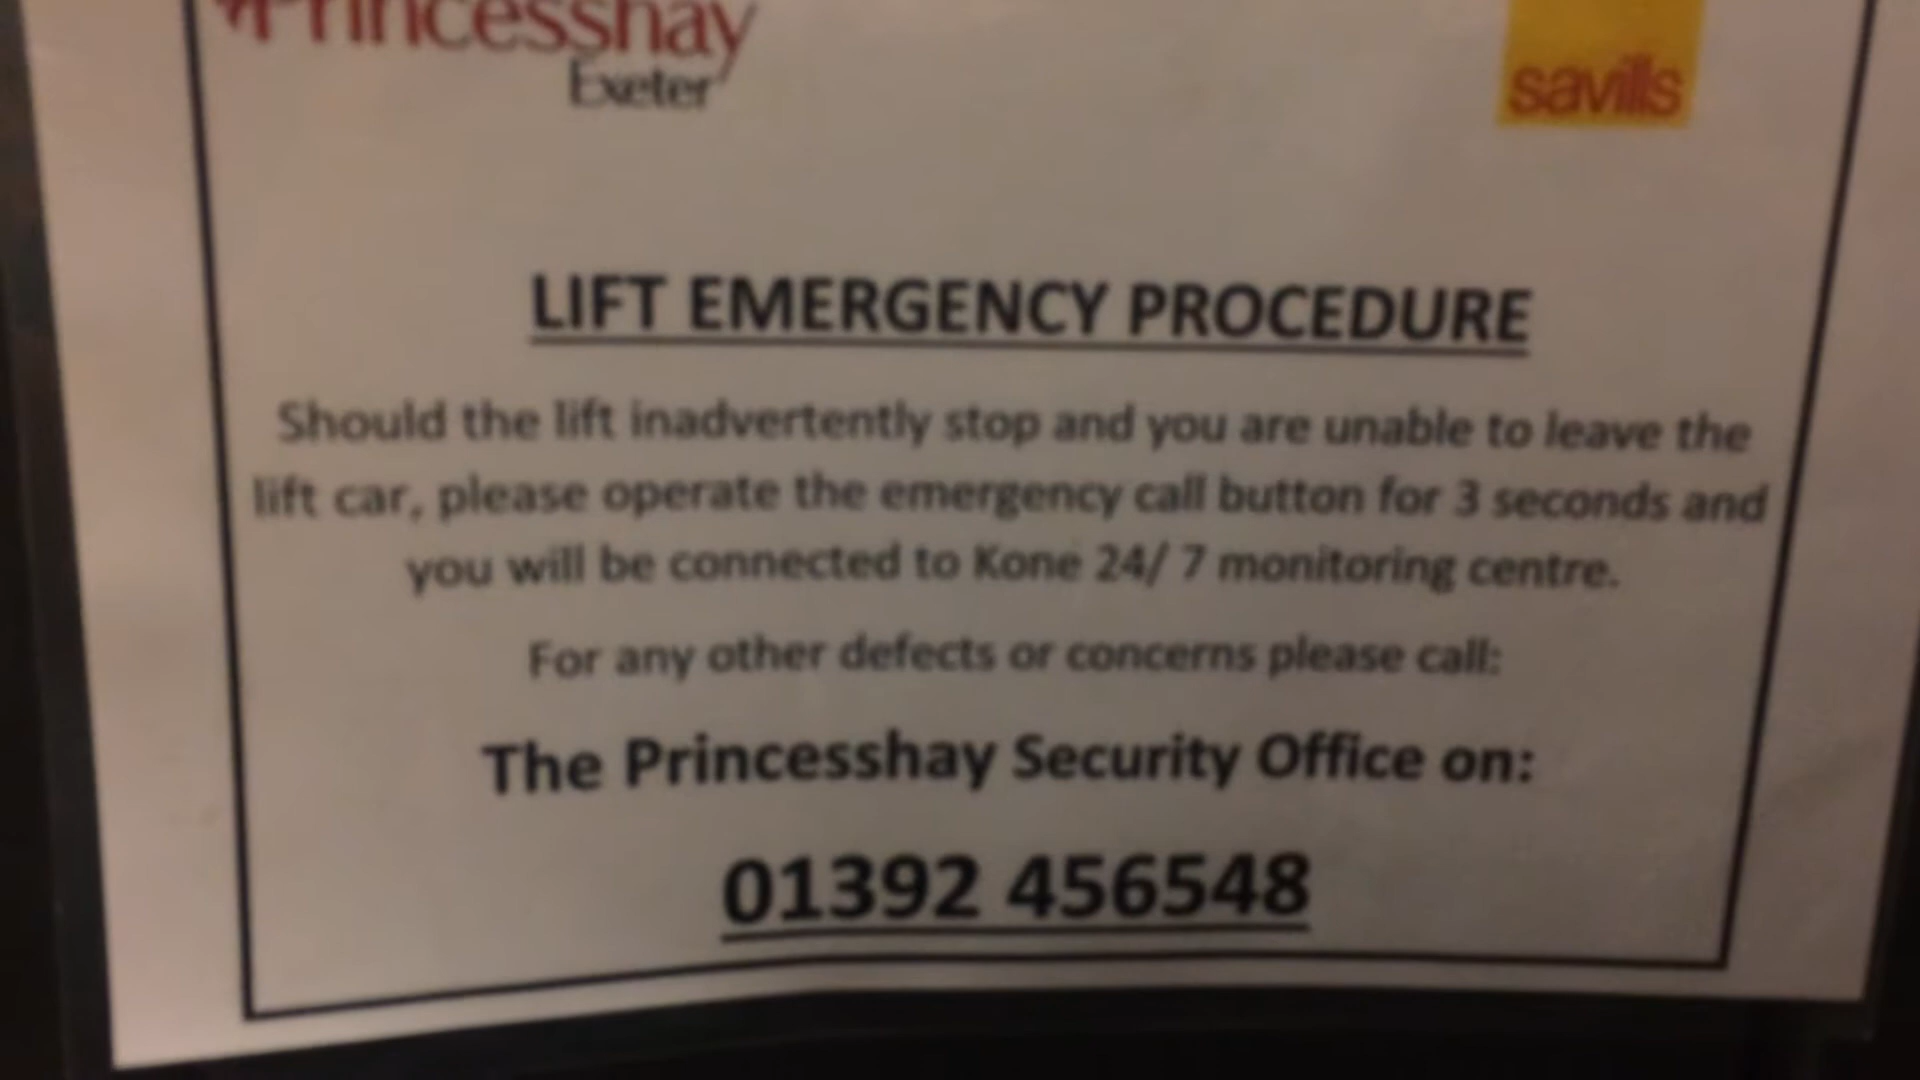 Princesshay
Exeter
savills
LIFT EMERGENCY PROCEDURE
Should the lift inadvertently stop and you are unable to leave the
lift car, please operate the emergency call button for 3 seconds and
you will be connected to Kone 24/ 7 monitoring centre.
For any other defects or concerns please call:
The Princesshay Security Office on:
01392 456548